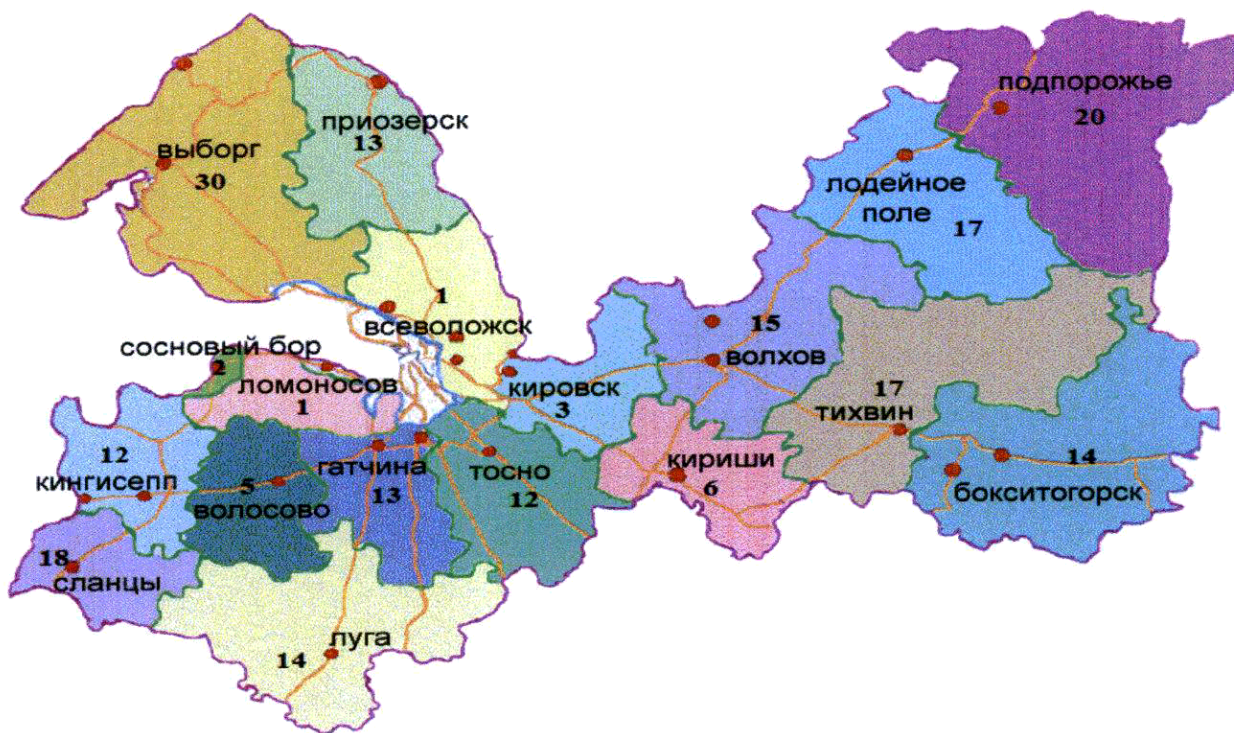 подпорожье
20
приозерск
13
выборг
30
лодейное
поле
17
1
всеволожск
15
волхов
сосновый бор
2
ломоносов
1
кировск
3
17
тихвин
12
кингисепп
5
волосово
гатчина
13
тосно
12
кириши
6
14
бокситогорск
18
сланцы
луга
14